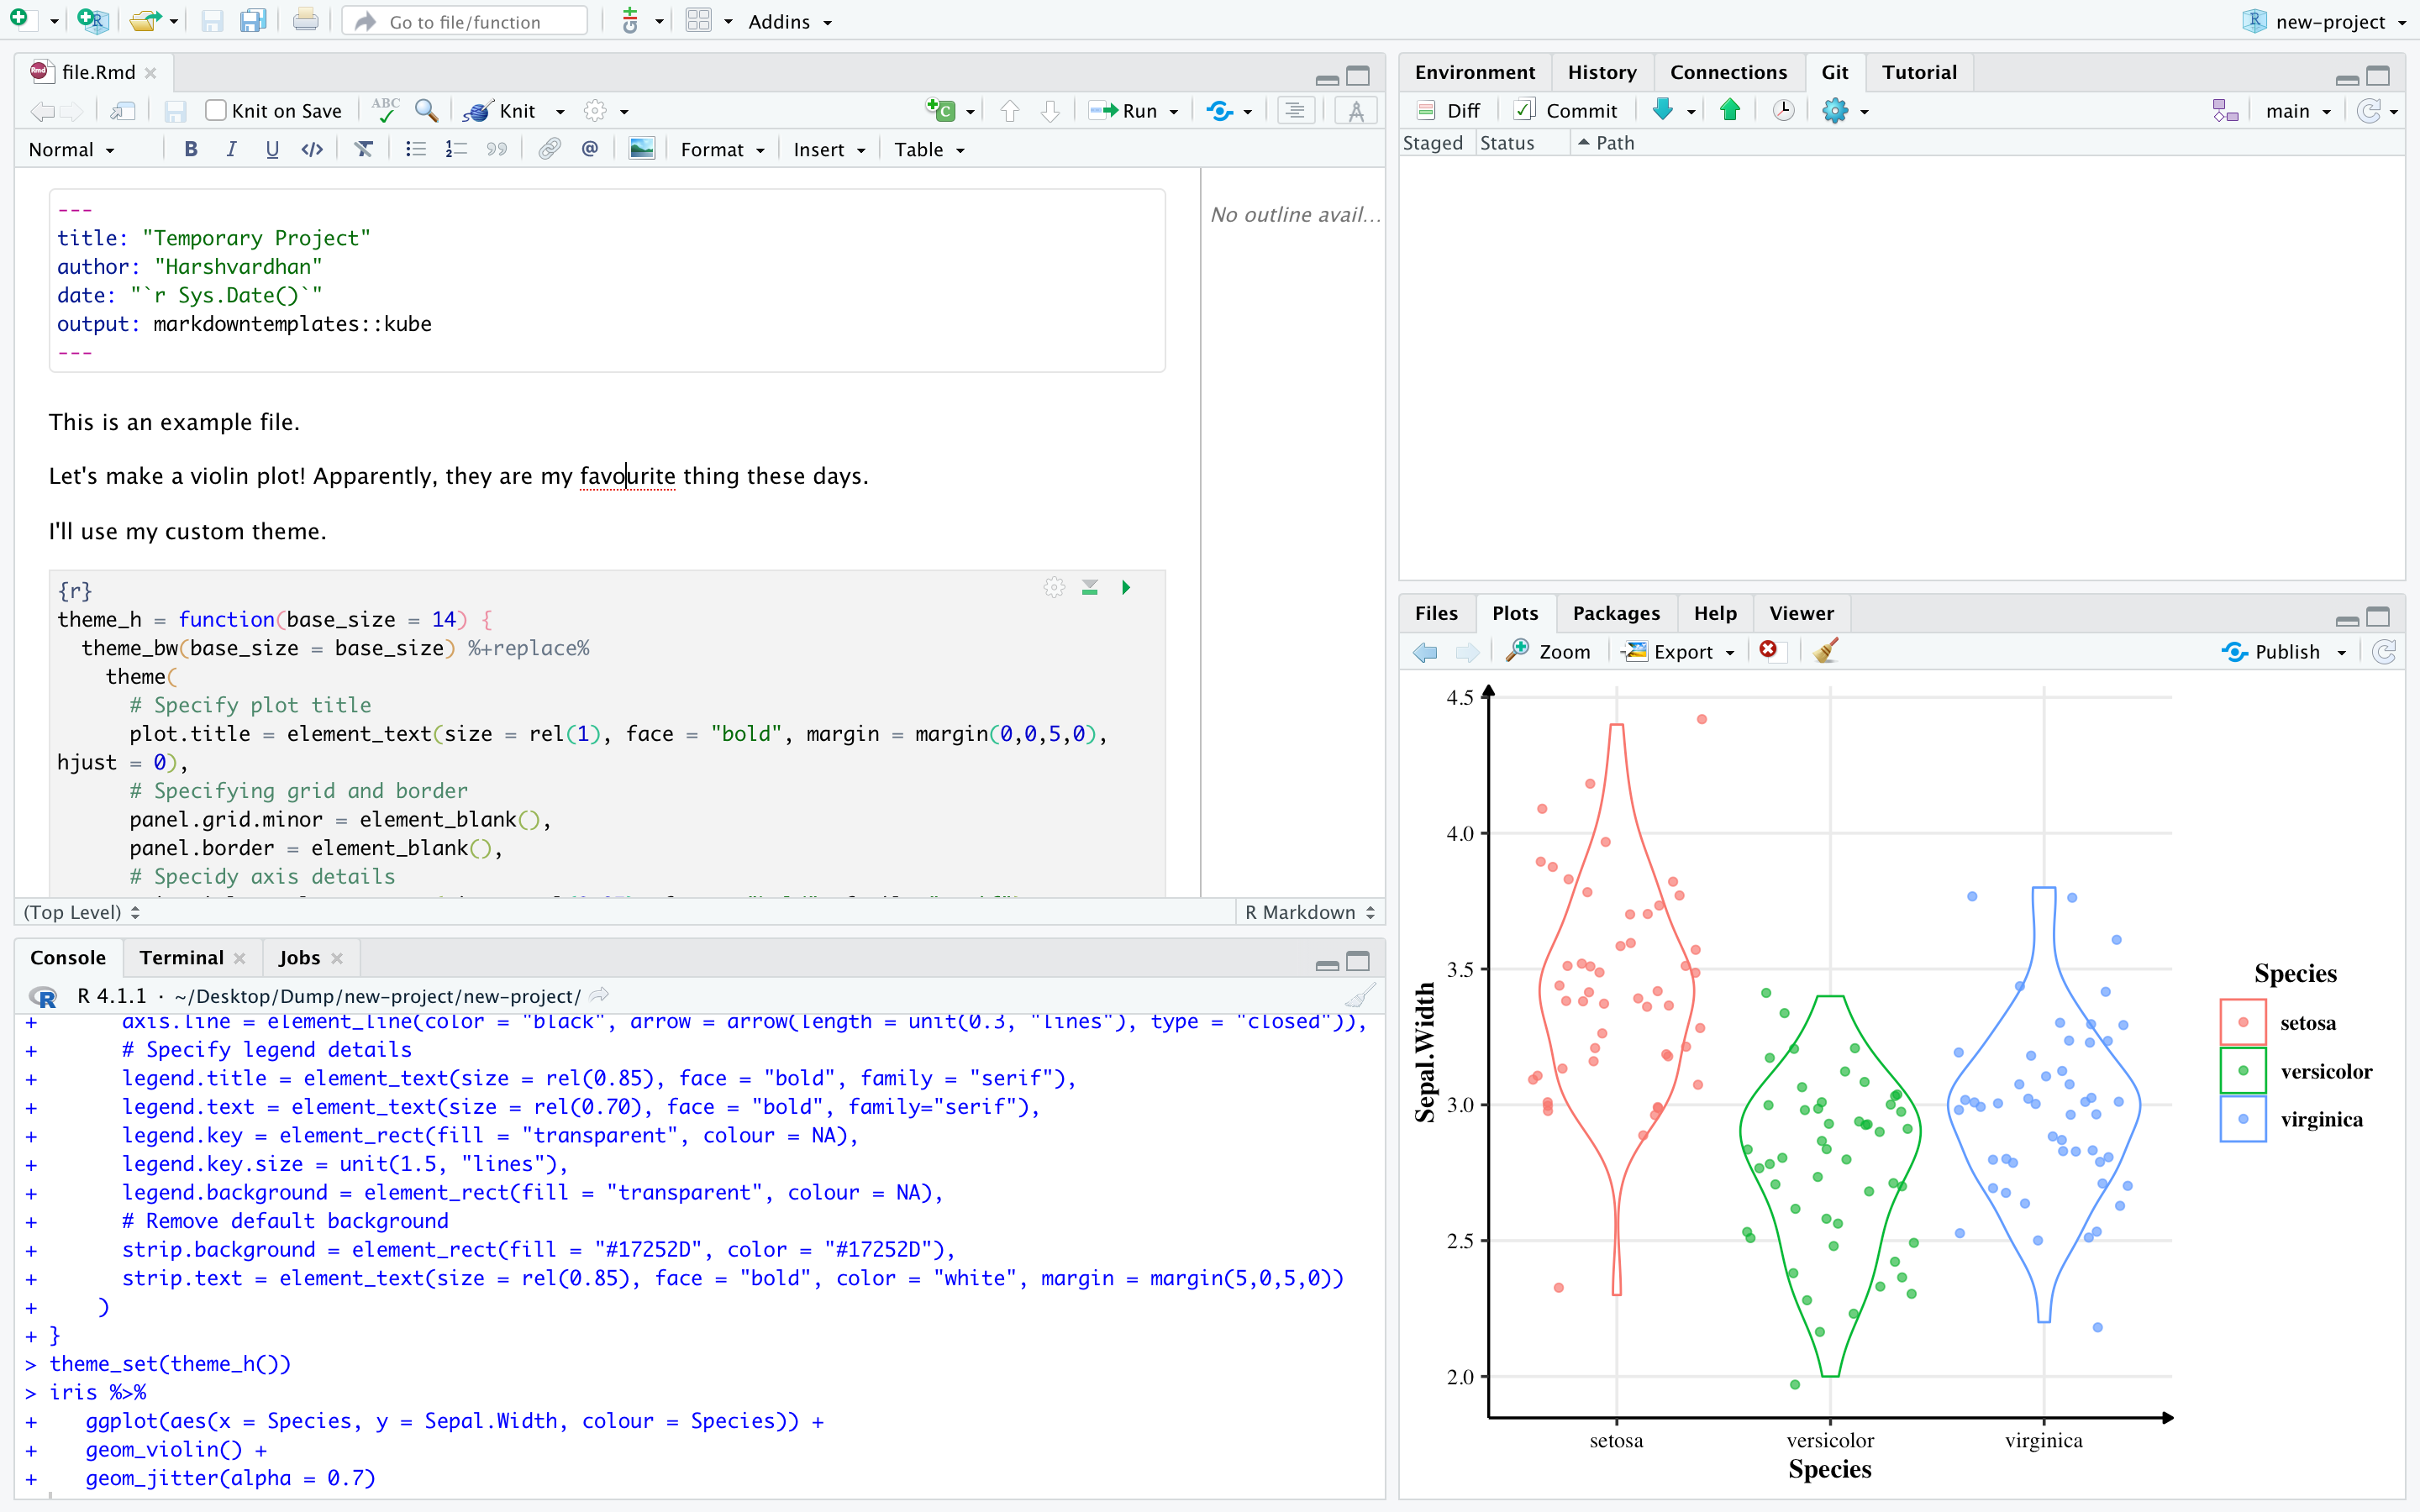 Go to file/function
Addins
new-project
file.Rmd
Knit on Save
ABC
Knit
Run
Normal
B I U </>
Format
Insert
Table
---
title: "Temporary Project"
author: "Harshvardhan"
date: "`r Sys.Date()`"
output: markdowntemplates::kube
---
No outline avail...
This is an example file.
Let's make a violin plot! Apparently, they are my favourite thing these days.
I'll use my custom theme.
{r}
theme_h = function(base_size = 14) {
theme_bw(base_size = base_size) %+replace%
theme(
# Specify plot title
plot.title = element_text(size = rel(1), face = "bold", margin = margin(0,0,5,0),
hjust = 0),
# Specifying grid and border
panel.grid.minor = element_blank(),
panel.border = element_blank(),
# Specidy axis details
(Top Level)
R Markdown
Console
Terminal
Jobs
R 4.1.1 · ~/Desktop/Dump/new-project/new-project/
+ axis.line = element_line(color = "black", arrow = arrow(length = unit(0.3, "lines"), type = "closed")),
+ # Specify legend details
+ legend.title = element_text(size = rel(0.85), face = "bold", family = "serif"),
+ legend.text = element_text(size = rel(0.70), face = "bold", family="serif"),
+ legend.key = element_rect(fill = "transparent", colour = NA),
+ legend.key.size = unit(1.5, "lines"),
+ legend.background = element_rect(fill = "transparent", colour = NA),
+ # Remove default background
+ strip.background = element_rect(fill = "#17252D", color = "#17252D"),
+ strip.text = element_text(size = rel(0.85), face = "bold", color = "white", margin = margin(5,0,5,0))
+ )
+ }
> theme_set(theme_h())
> iris %>%
+ ggplot(aes(x = Species, y = Sepal.Width, colour = Species)) +
+ geom_violin() +
+ geom_jitter(alpha = 0.7)
Environment
History
Connections
Git
Tutorial
Diff
Commit
main
Staged
Status
Path
Files
Plots
Packages
Help
Viewer
Zoom
Export
Publish
4.5
4.0
3.5
3.0
2.5
2.0
Sepal.Width
setosa
versicolor
virginica
Species
Species
setosa
versicolor
virginica